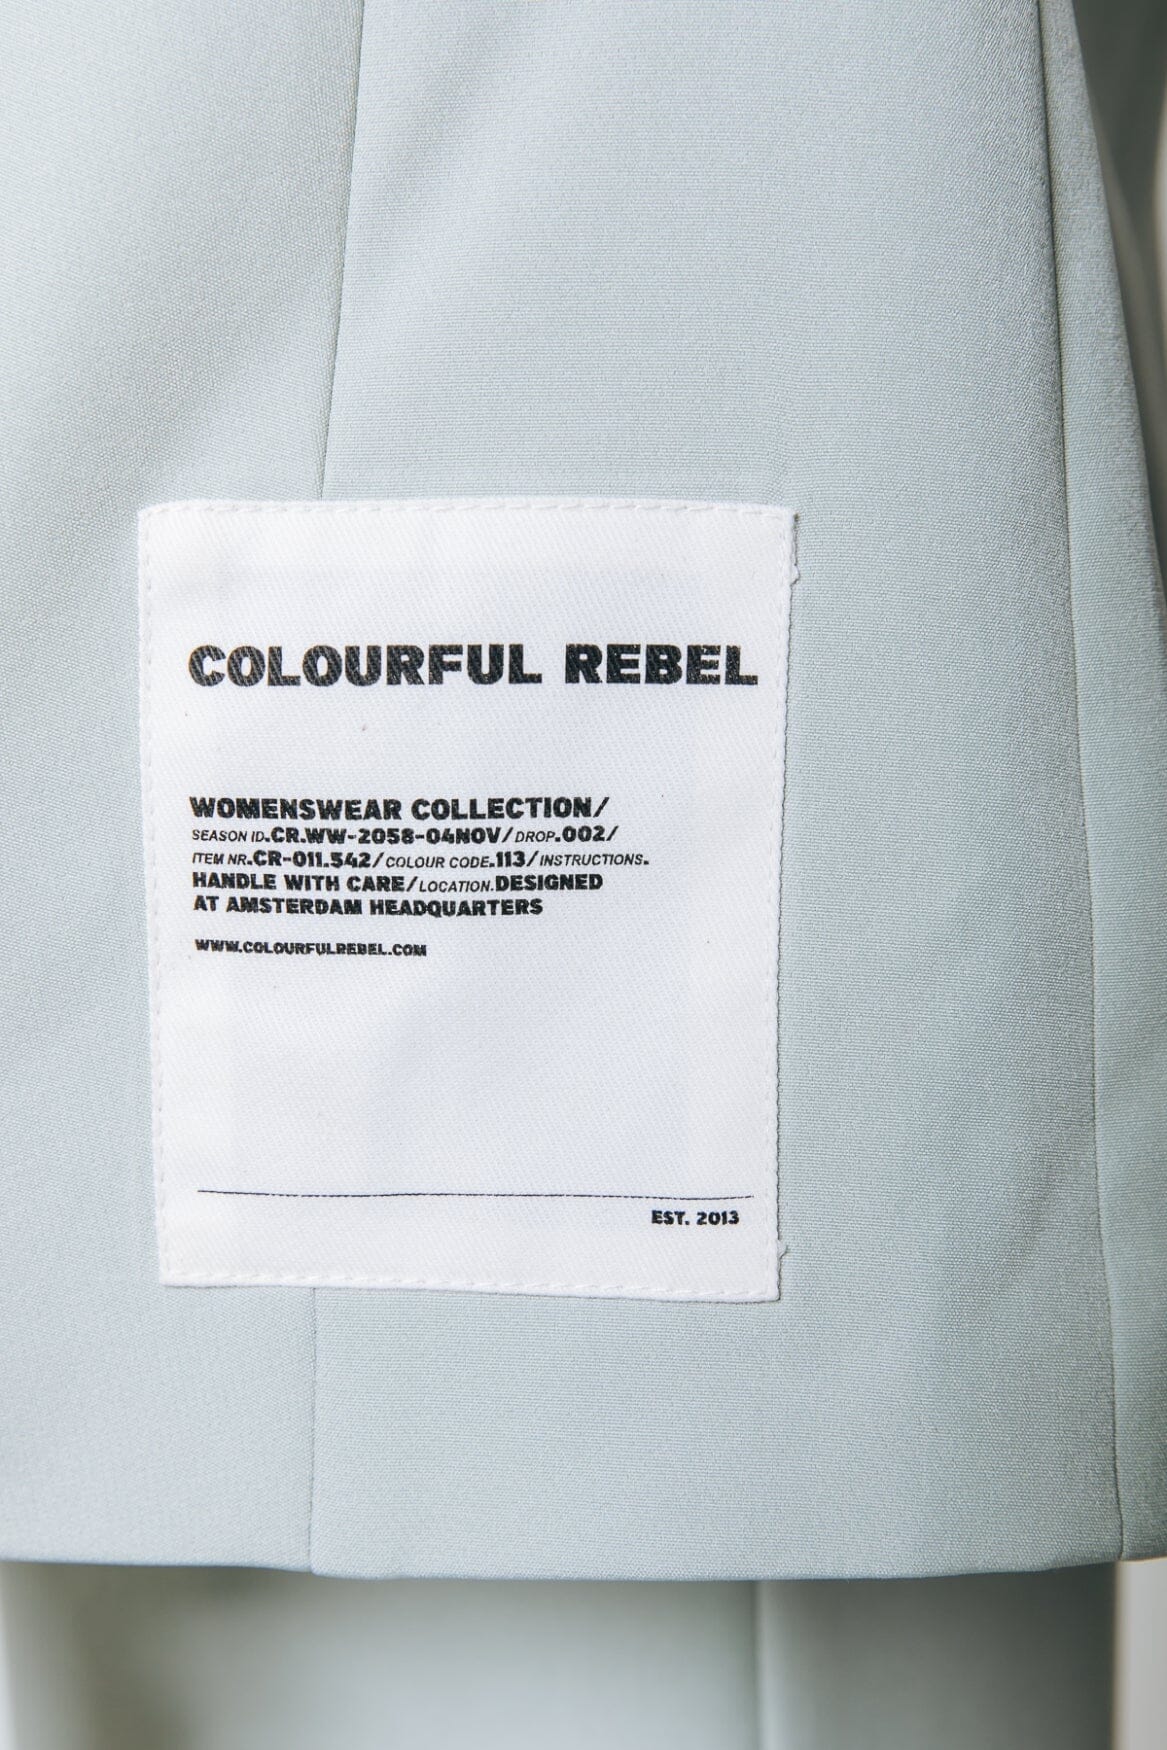 COLOURFUL REBEL
WOMENSWEAR COLLECTION/
SEASON ID.CR.WW-2058-04NOV/DROP.002/
ITEM NR.CR-011.542/COLOUR CODE.113/INSTRUCTIONS.
HANDLE WITH CARE/LOCATION.DESIGNED
AT AMSTERDAM HEADQUARTERS
WWW.COLOURFULREBEL.COM
EST. 2013